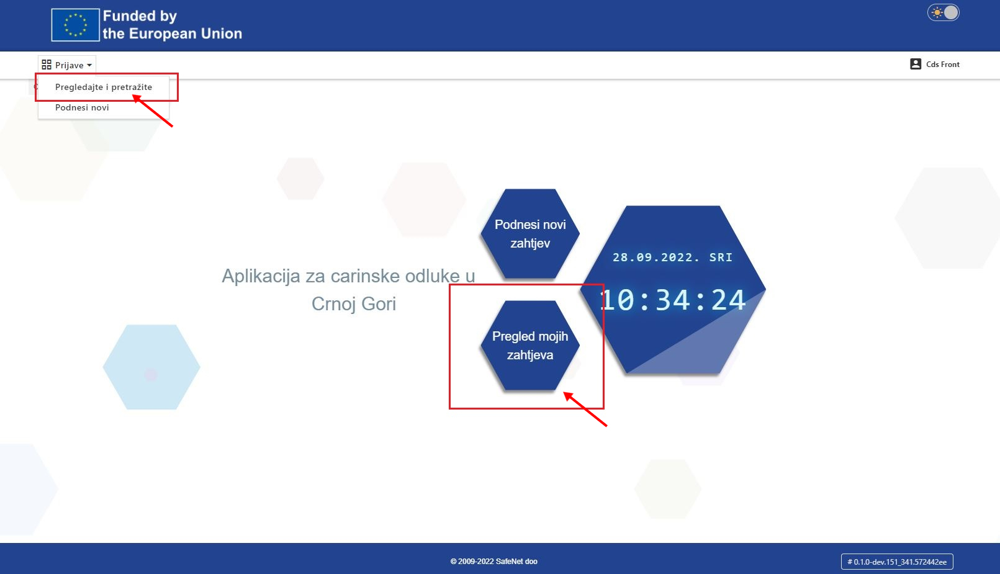 Funded by
the European Union
Prijave
Cds Front
Pregledajte i pretražite
Podnesi novi
Podnesi novi
zahtjev
28.09.2022. SRI
10:34:24
Aplikacija za carinske odluke u
Crnoj Gori
Pregled mojih
zahtjeva
© 2009-2022 SafeNet doo
# 0.1.0-dev.151_341.572442ee